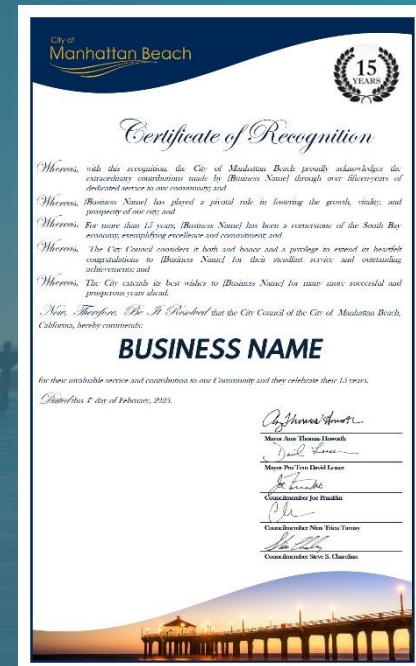 City of
Manhattan Beach
15
YEARS
Certificate of Recognition
Whereas, with this recognition, the City of Manhattan Beach proudly acknowledges the
extraordinary contributions made by [Business Name] through over fifteen-years of
dedicated service to our community; and
Whereas, [Business Name] has played a pivotal role in fostering the growth, vitality, and
prosperity of our city; and
Whereas, For more than 15 years, [Business Name] has been a cornerstone of the South Bay
economy, exemplifying excellence and commitment; and
Whereas, The City Council considers it both and honor and a privilege to extend its heartfelt
congratulations to [Business Name] for their steadfast service and outstanding
achievements; and
Whereas, The City extends its best wishes to [Business Name] for many more successful and
prosperous years ahead.
Now, Therefore, Be It Resolved that the City Council of the City of Manhattan Beach,
California, hereby commends:
BUSINESS NAME
for their invaluable service and contribution to our Community and they celebrate their 15 years.
Dated this day of February, 2025.
Mayor Amy Thomas Howorth
Mayor Pro Tem David Lesser
Councilmember Joe Franklin
Councilmember Nina Tricu Tarnay
Councilmember Steve S. Charelian